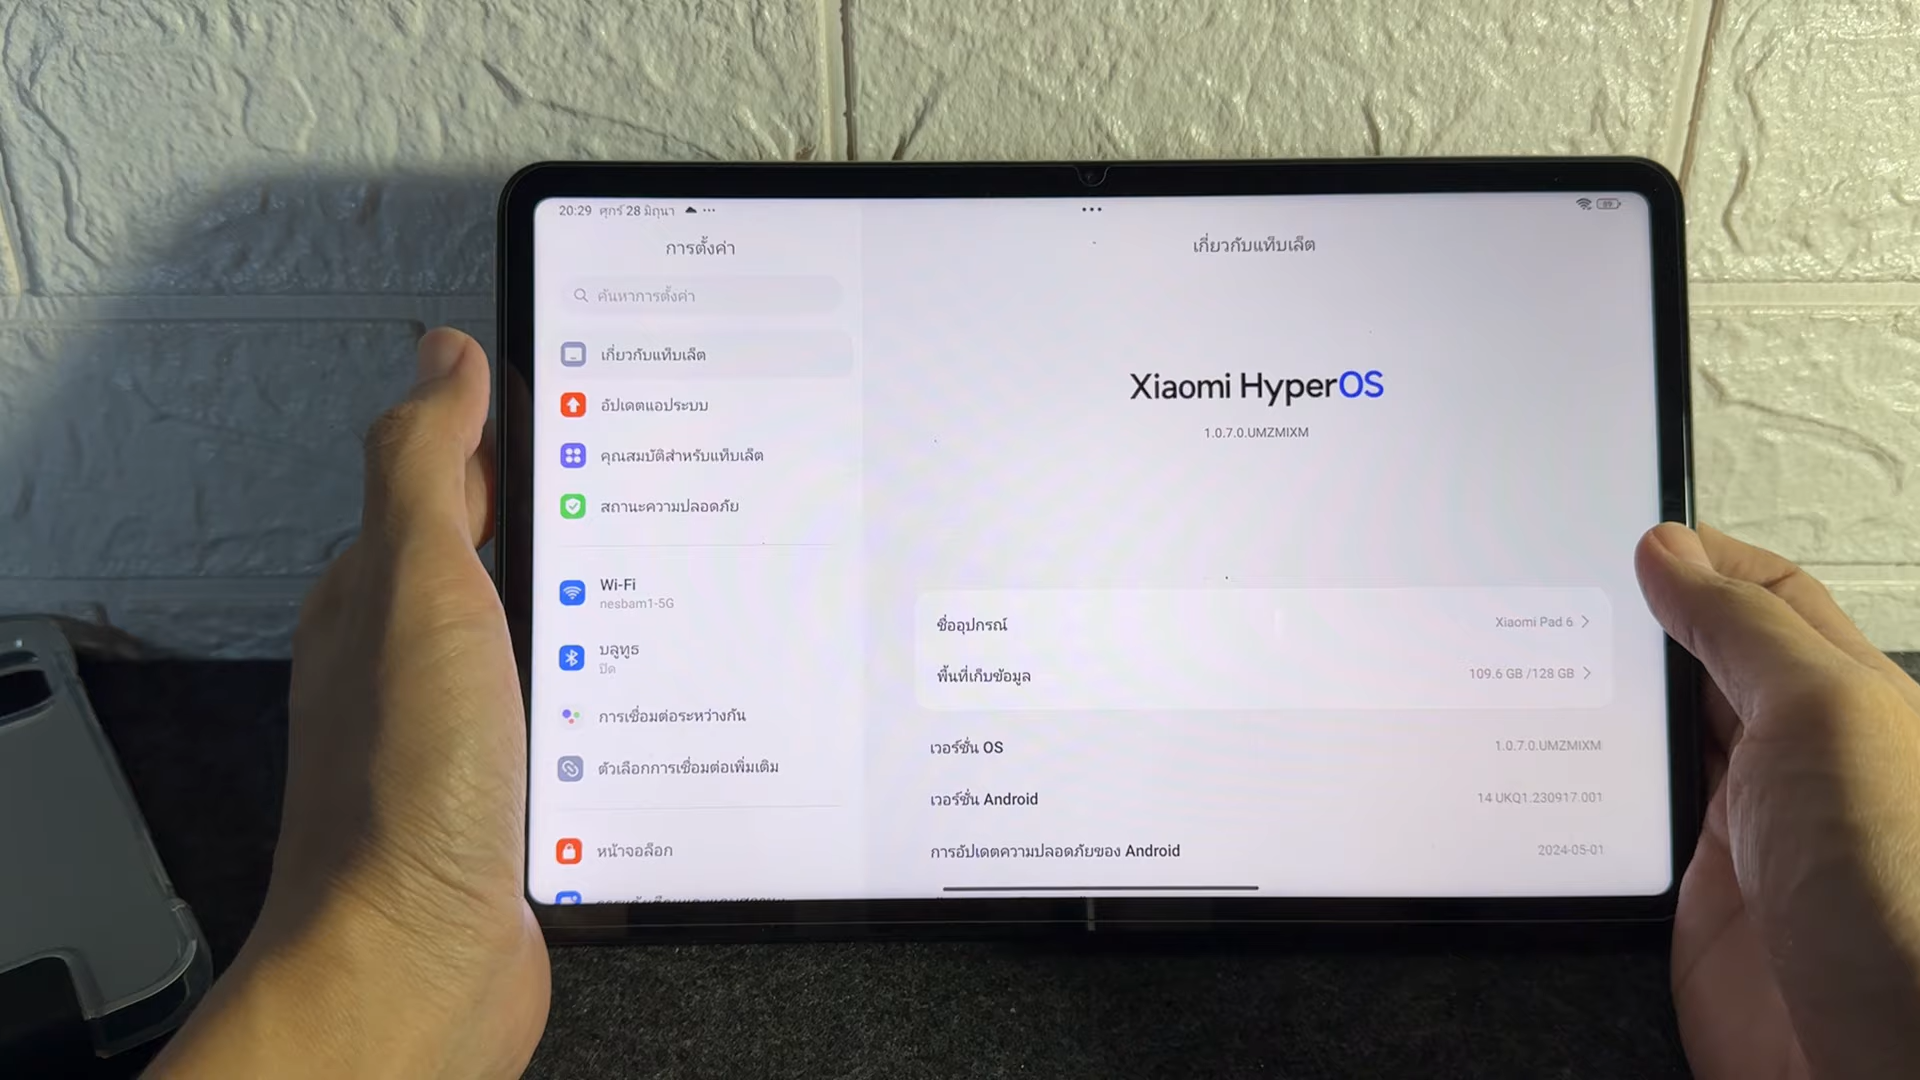 20:29 ศุกร์ 28 มิถุนา
89
การตั้งค่า
ค้นหาการตั้งค่า
เกี่ยวกับแท็บเล็ต
อัปเดตแอประบบ
คุณสมบัติสำหรับแท็บเล็ต
สถานะความปลอดภัย
Wi-Fi
nesbam1-5G
บลูทูธ
ปิด
การเชื่อมต่อระหว่างกัน
ตัวเลือกการเชื่อมต่อเพิ่มเติม
หน้าจอล็อก
เกี่ยวกับแท็บเล็ต
Xiaomi HyperOS
1.0.7.0.UMZMIXM
ชื่ออุปกรณ์ Xiaomi Pad 6
พื้นที่เก็บข้อมูล 109.6 GB /128 GB
เวอร์ชั่น OS 1.0.7.0.UMZMIXM
เวอร์ชั่น Android 14 UKQ1.230917.001
การอัปเดตความปลอดภัยของ Android 2024-05-01